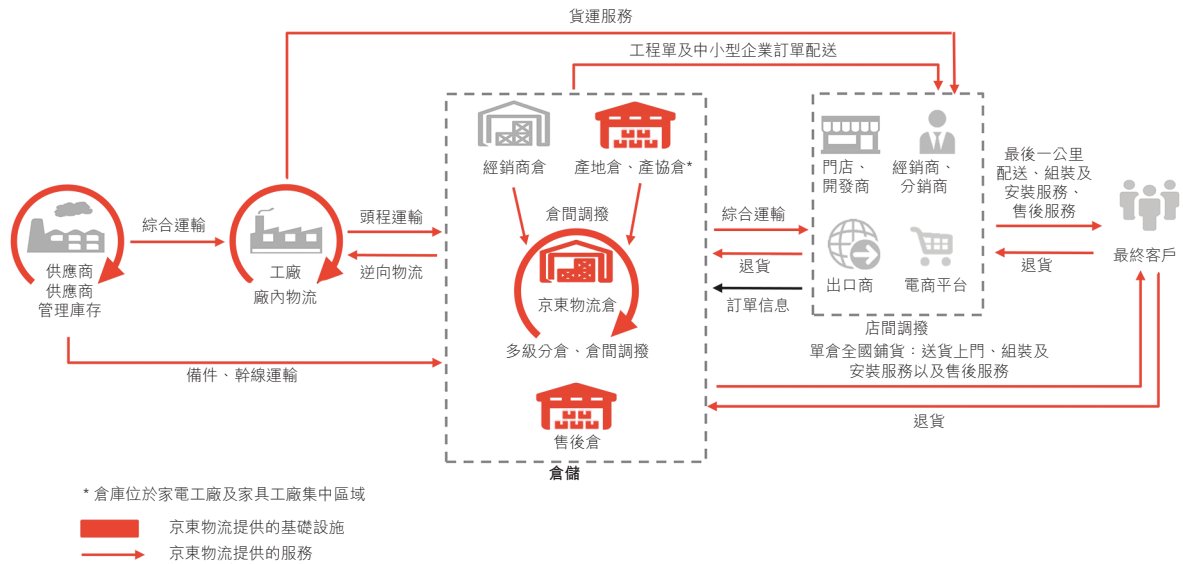 貨運服務
工程單及中小型企業訂單配送
經銷商倉
產地倉、產協倉*
門店、
開發商
經銷商、
分銷商
最後一公里
配送、組裝及
安裝服務、
售後服務
綜合運輸
頭程運輸
倉間調撥
綜合運輸
供應商
供應商
管理庫存
工廠
廠內物流
逆向物流
京東物流倉
退貨
訂單信息
出口商
電商平台
退貨
最終客戶
店間調撥
多級分倉、倉間調撥
單倉全國鋪貨：送貨上門、組裝及
安裝服務以及售後服務
備件、幹線運輸
退貨
售後倉
倉儲
* 倉庫位於家電工廠及家具工廠集中區域
京東物流提供的基礎設施
京東物流提供的服務